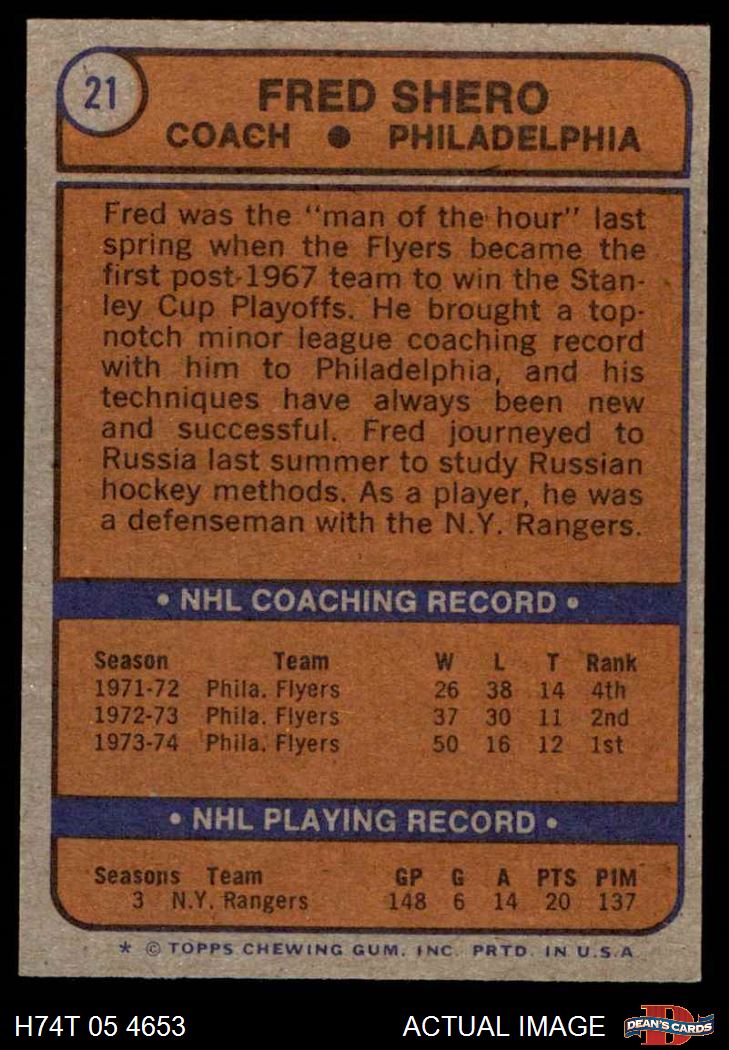 21
FRED SHERO
COACH ● PHILADELPHIA
Fred was the "man of the hour" last
spring when the Flyers became the
first post-1967 team to win the Stan-
ley Cup Playoffs. He brought a top-
notch minor league coaching record
with him to Philadelphia, and his
techniques have always been new
and successful. Fred journeyed to
Russia last summer to study Russian
hockey methods. As a player, he was
a defenseman with the N.Y. Rangers.
• NHL COACHING RECORD •
Season Team W L T Rank
1971-72 Phila. Flyers 26 38 14 4th
1972-73 Phila. Flyers 37 30 11 2nd
1973-74 Phila. Flyers 50 16 12 1st
• NHL PLAYING RECORD •
Seasons Team GP G A PTS PIM
3 N.Y. Rangers 148 6 14 20 137
* © TOPPS CHEWING GUM, INC. PRTD. IN U.S.A
H74T 05 4653 ACTUAL IMAGE D DEAN'S CARDS